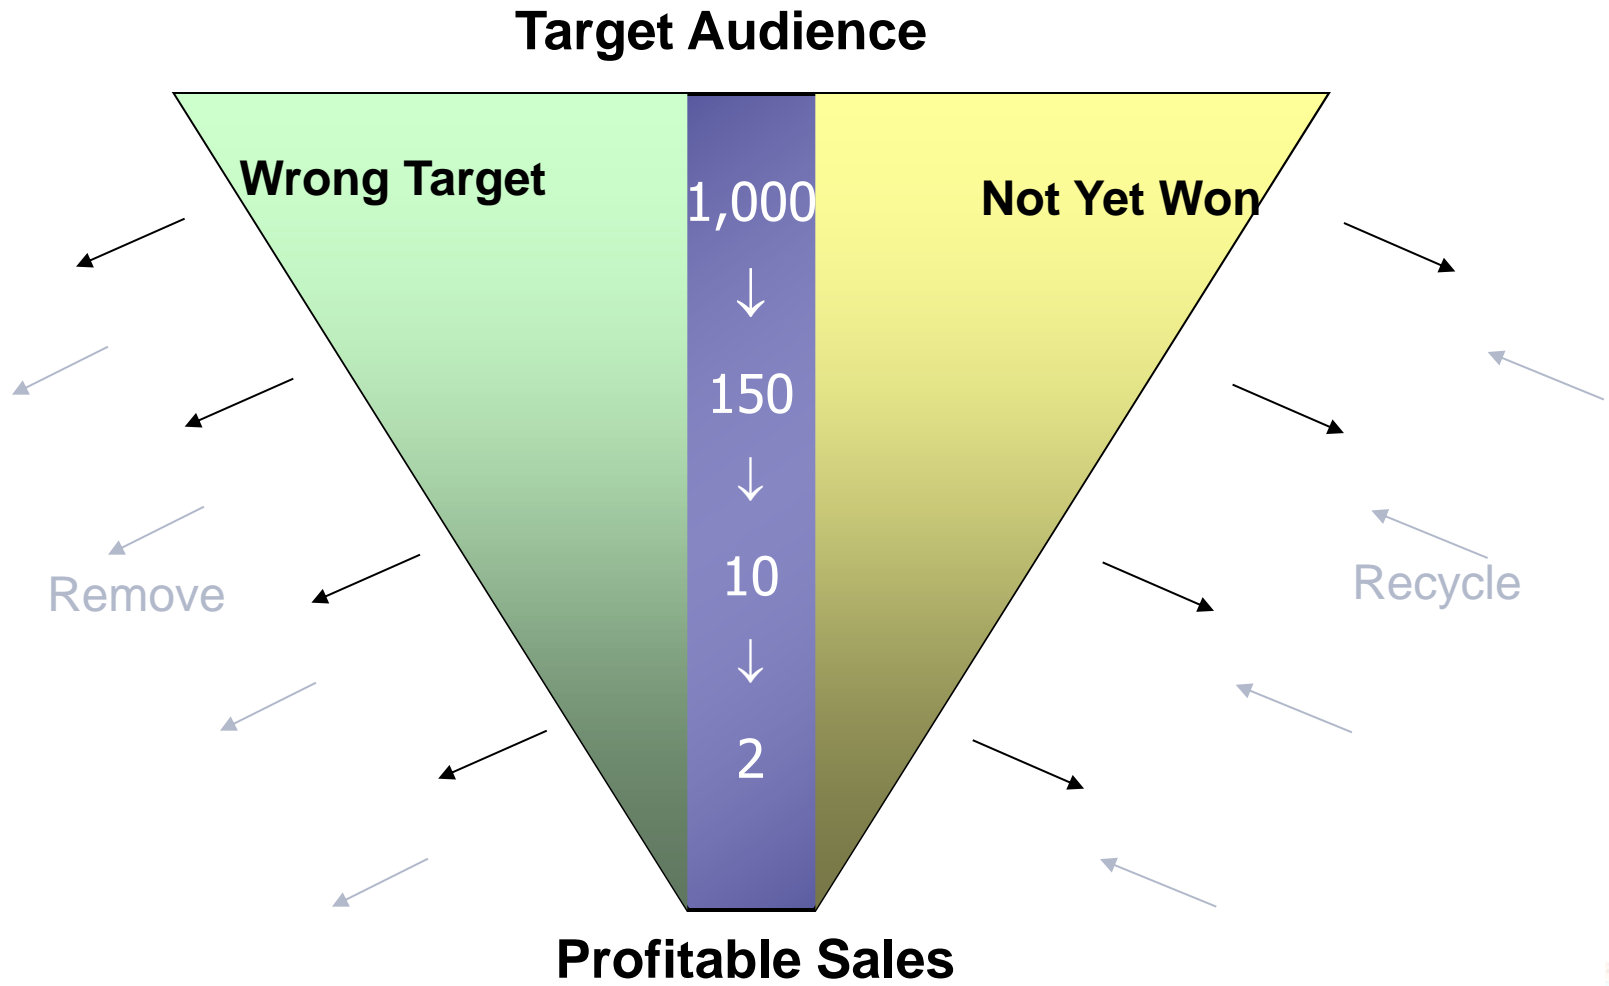 Target Audience
Wrong Target
Not Yet Won
1,000
↓
150
↓
10
↓
2
Remove
Recycle
Profitable Sales